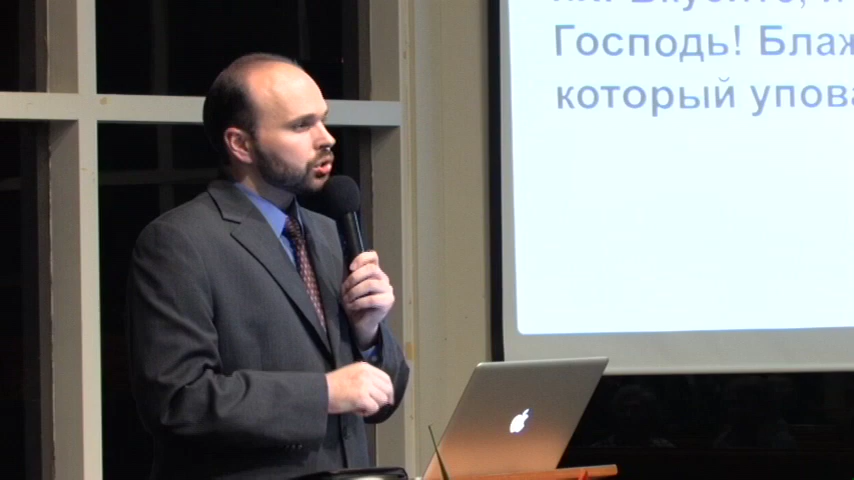 Господь! Блаж
который упова